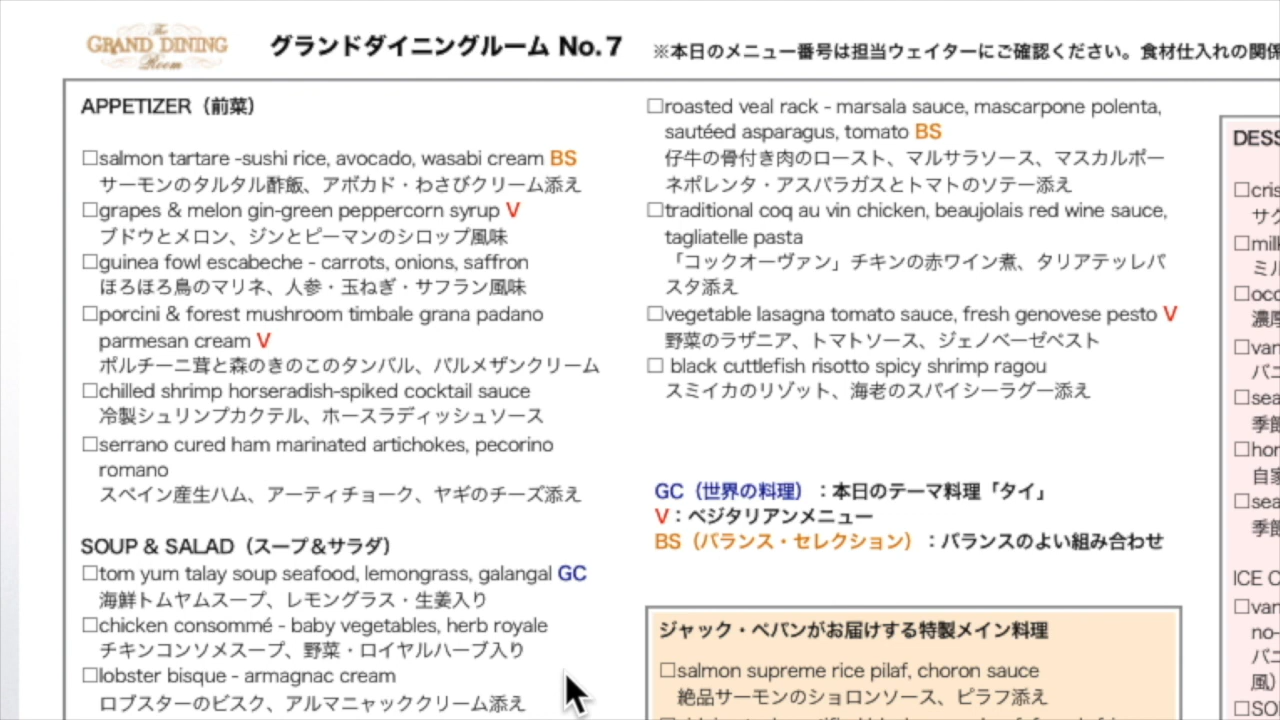 The
GRAND DINING
Room
グランドダイニングルーム No.7
※本日のメニュー番号は担当ウェイターにご確認ください。食材仕入れの関係
APPETIZER（前菜）
□salmon tartare -sushi rice, avocado, wasabi cream BS
サーモンのタルタル酢飯、アボカド・わさびクリーム添え
□grapes & melon gin-green peppercorn syrup V
ブドウとメロン、ジンとピーマンのシロップ風味
□guinea fowl escabeche - carrots, onions, saffron
ほろほろ鳥のマリネ、人参・玉ねぎ・サフラン風味
□porcini & forest mushroom timbale grana padano
parmesan cream V
ポルチーニ茸と森のきのこのタンバル、パルメザンクリーム
□chilled shrimp horseradish-spiked cocktail sauce
冷製シュリンプカクテル、ホースラディッシュソース
□serrano cured ham marinated artichokes, pecorino
romano
スペイン産生ハム、アーティチョーク、ヤギのチーズ添え
SOUP & SALAD（スープ＆サラダ）
□tom yum talay soup seafood, lemongrass, galangal GC
海鮮トムヤムスープ、レモングラス・生姜入り
□chicken consommé - baby vegetables, herb royale
チキンコンソメスープ、野菜・ロイヤルハーブ入り
□lobster bisque - armagnac cream
ロブスターのビスク、アルマニャッククリーム添え
□roasted veal rack - marsala sauce, mascarpone polenta,
sautéed asparagus, tomato BS
仔牛の骨付き肉のロースト、マルサラソース、マスカルポー
ネポレンタ・アスパラガスとトマトのソテー添え
□traditional coq au vin chicken, beaujolais red wine sauce,
tagliatelle pasta
「コックオーヴァン」チキンの赤ワイン煮、タリアテッレパ
スタ添え
□vegetable lasagna tomato sauce, fresh genovese pesto V
野菜のラザニア、トマトソース、ジェノベーゼペスト
□ black cuttlefish risotto spicy shrimp ragou
スミイカのリゾット、海老のスパイシーラグー添え
GC（世界の料理）：本日のテーマ料理「タイ」
V：ベジタリアンメニュー
BS（バランス・セレクション）：バランスのよい組み合わせ
ジャック・ペパンがお届けする特製メイン料理
□salmon supreme rice pilaf, choron sauce
絶品サーモンのショロンソース、ピラフ添え
DESS
□cris
サク
□milk
ミル
□occ
濃厚
□van
バニ
□sea
季節
□hor
自家
□sea
季節
ICE C
□van
no-
バニ
風）
□SO